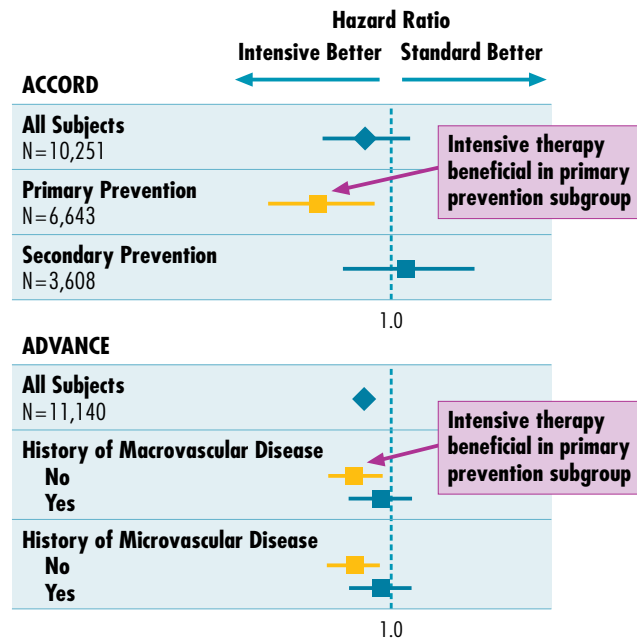 Hazard Ratio
Intensive Better Standard Better
ACCORD
All Subjects
N=10,251
Intensive therapy
beneficial in primary
prevention subgroup
Primary Prevention
N=6,643
Secondary Prevention
N=3,608
1.0
ADVANCE
All Subjects
N=11,140
Intensive therapy
beneficial in primary
prevention subgroup
History of Macrovascular Disease
No
Yes
History of Microvascular Disease
No
Yes
1.0